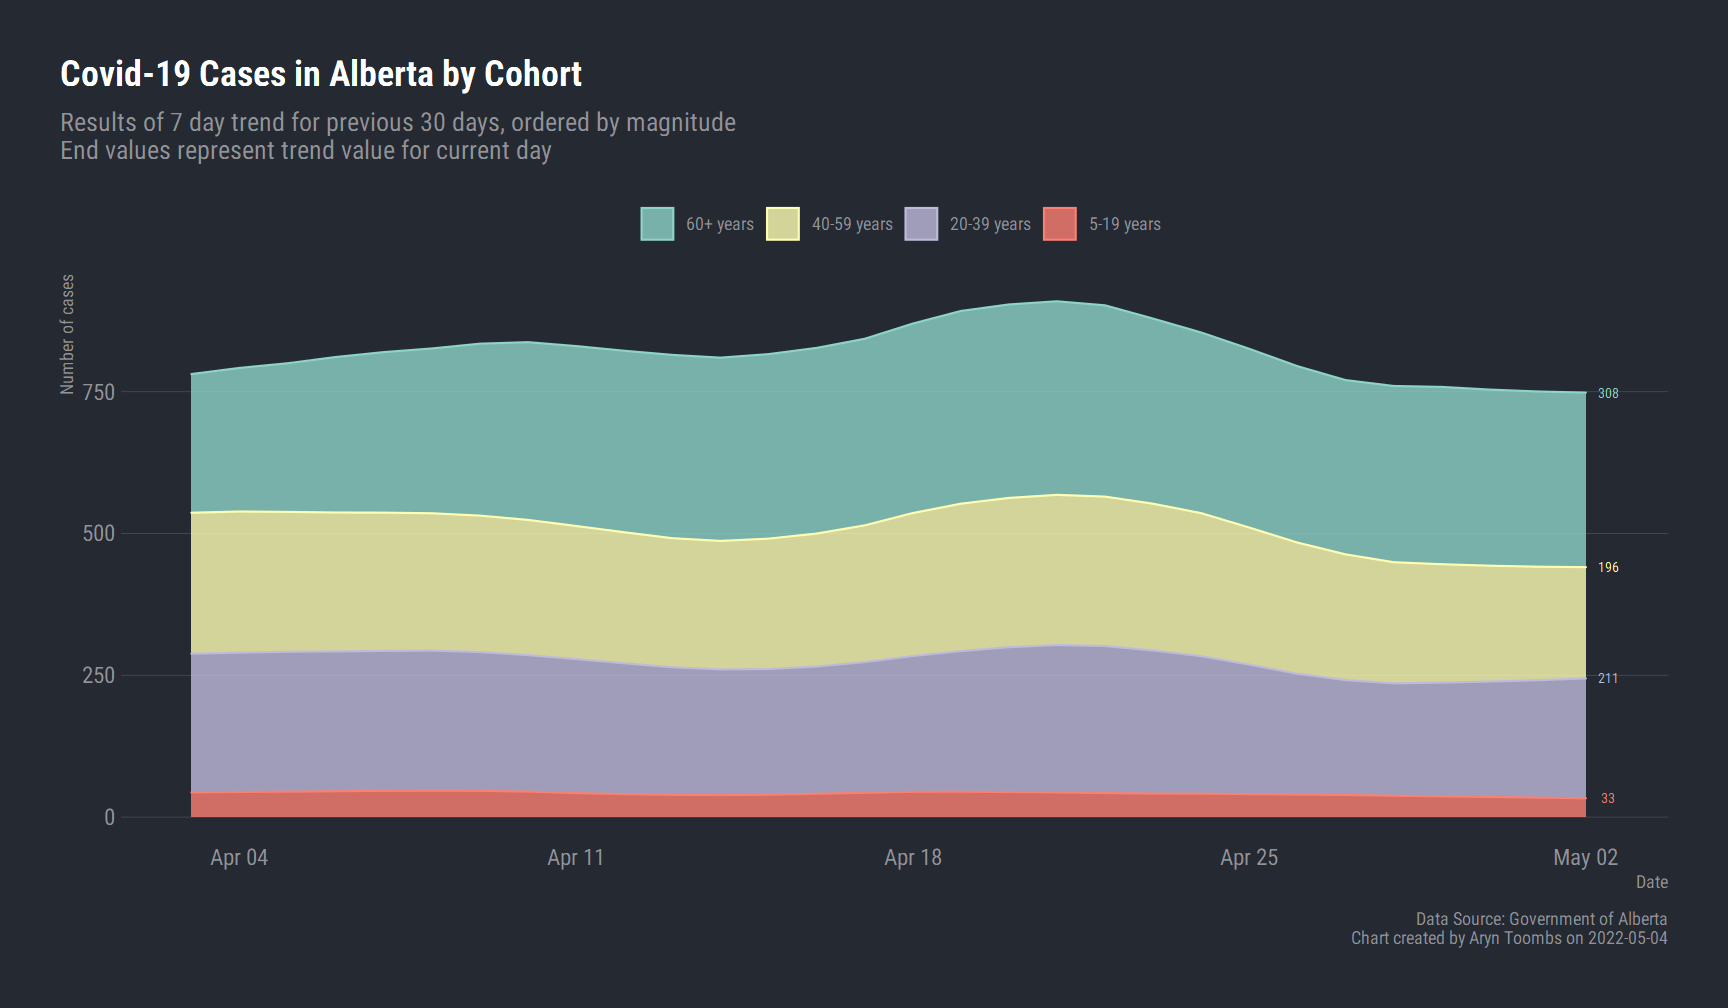 Covid-19 Cases in Alberta by Cohort
Results of 7 day trend for previous 30 days, ordered by magnitude
End values represent trend value for current day
60+ years
40-59 years
20-39 years
5-19 years
Number of cases
750
500
250
0
308
196
211
33
Apr 04
Apr 11
Apr 18
Apr 25
May 02
Date
Data Source: Government of Alberta
Chart created by Aryn Toombs on 2022-05-04